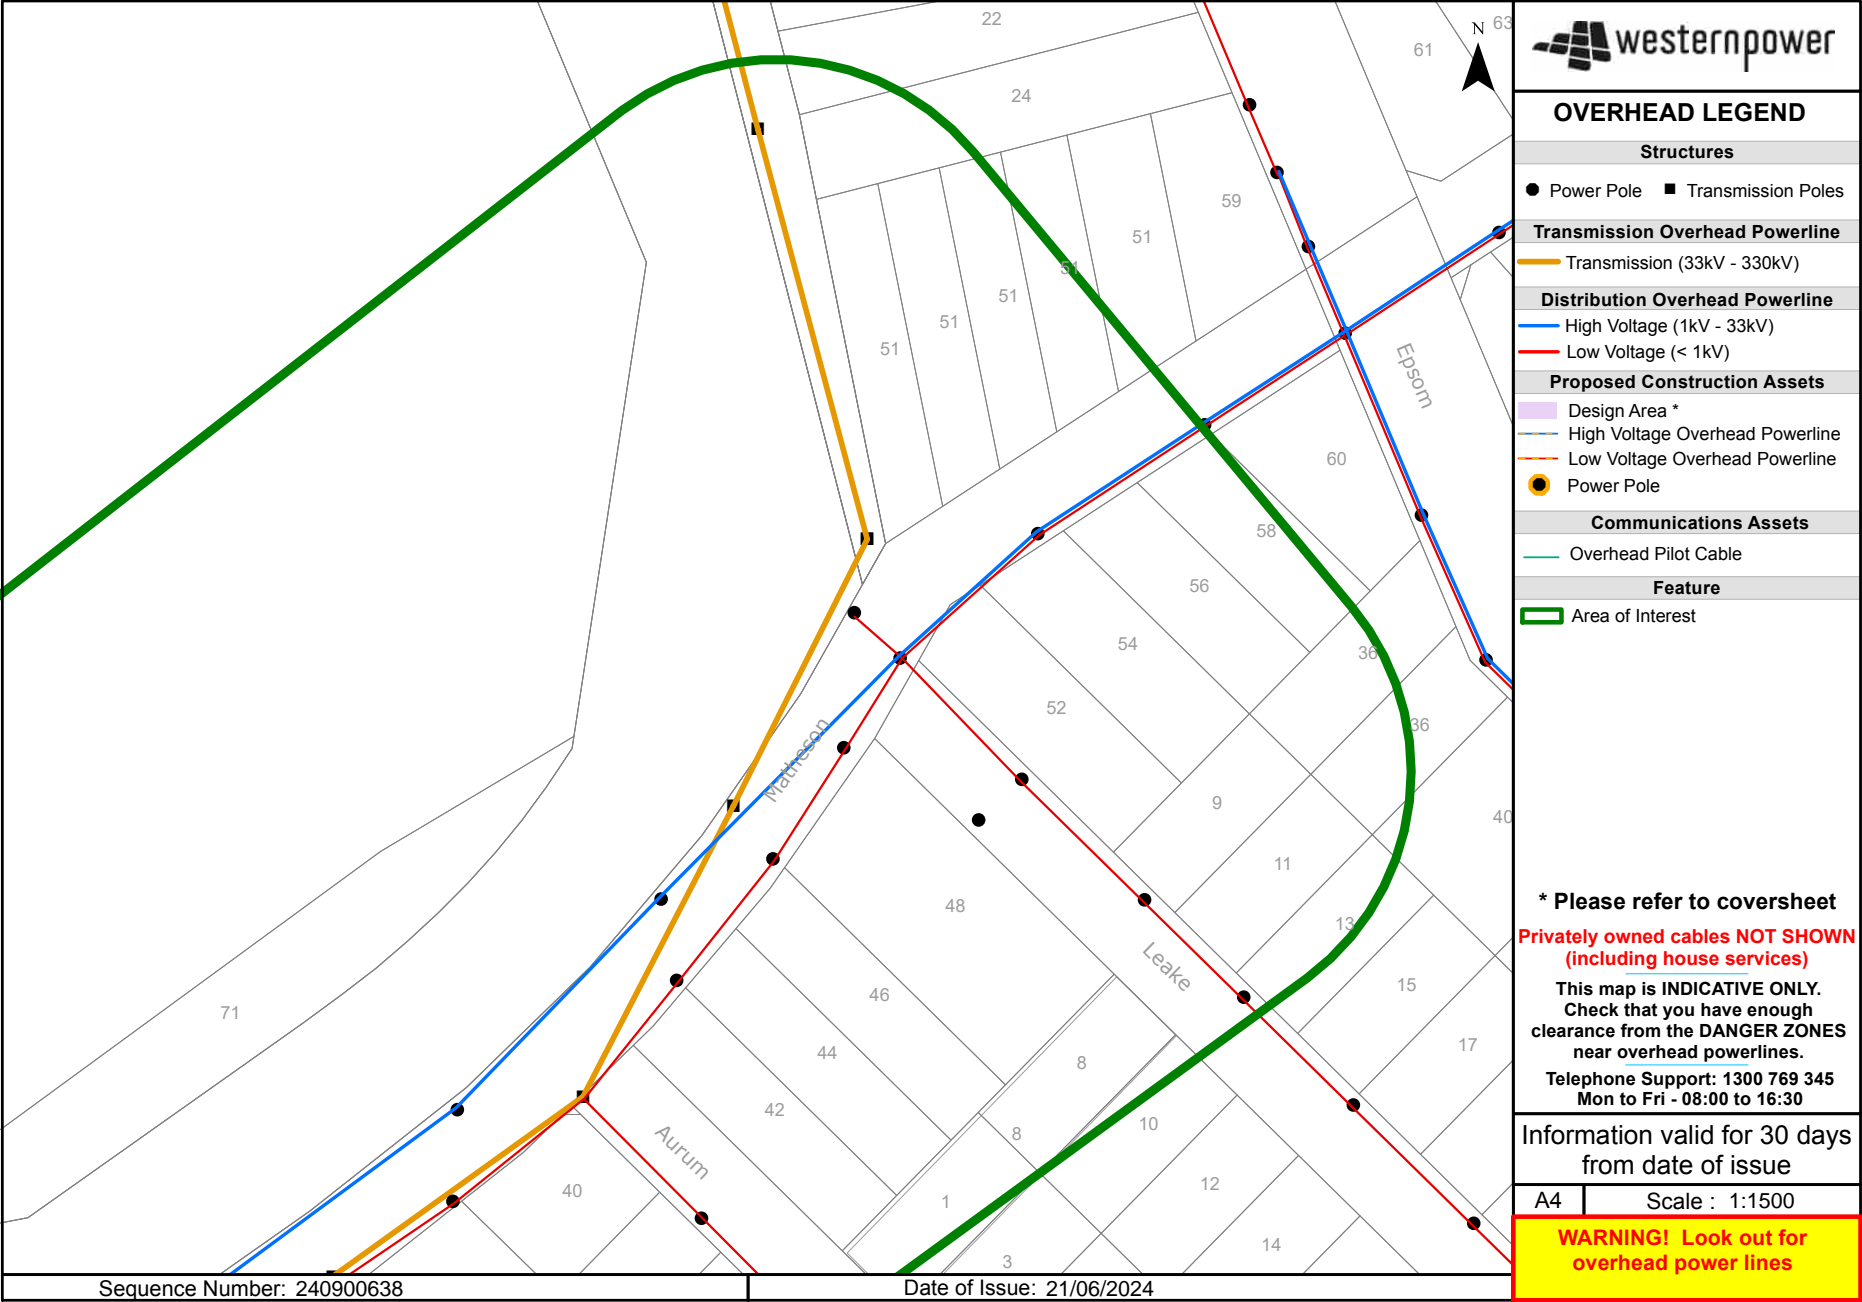 22
24
51
51
51
51
51
59
61
63
N
Epsom
60
58
56
54
52
36
36
40
9
11
13
15
17
Matheson
48
46
44
42
40
71
Leake
Aurum
8
8
10
12
14
1
3
westernpower
OVERHEAD LEGEND
Structures
Power Pole
Transmission Poles
Transmission Overhead Powerline
Transmission (33kV - 330kV)
Distribution Overhead Powerline
High Voltage (1kV - 33kV)
Low Voltage (< 1kV)
Proposed Construction Assets
Design Area *
High Voltage Overhead Powerline
Low Voltage Overhead Powerline
Power Pole
Communications Assets
Overhead Pilot Cable
Feature
Area of Interest
* Please refer to coversheet
Privately owned cables NOT SHOWN
(including house services)
This map is INDICATIVE ONLY.
Check that you have enough
clearance from the DANGER ZONES
near overhead powerlines.
Telephone Support: 1300 769 345
Mon to Fri - 08:00 to 16:30
Information valid for 30 days
from date of issue
A4
Scale : 1:1500
WARNING! Look out for
overhead power lines
Sequence Number: 240900638
Date of Issue: 21/06/2024